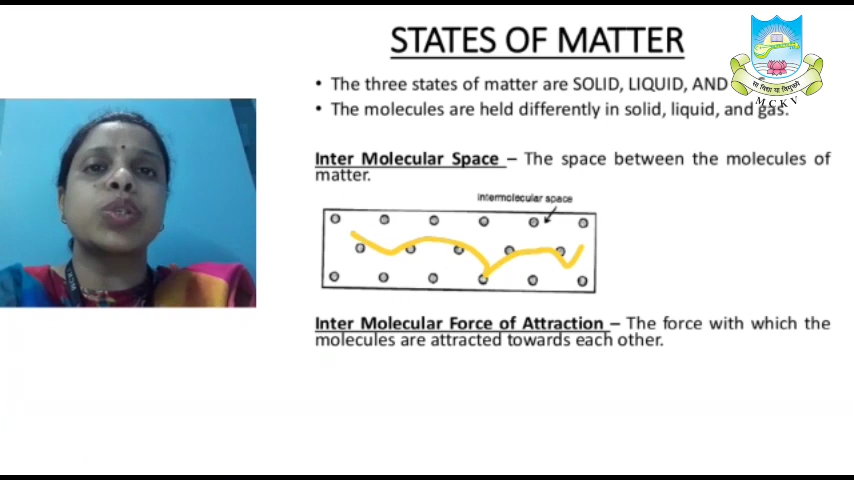 STATES OF MATTER
• The three states of matter are SOLID, LIQUID, AND
• The molecules are held differently in solid, liquid, and gas.
M C K V
Inter Molecular Space – The space between the molecules of
matter.
intermolecular space
Inter Molecular Force of Attraction – The force with which the
molecules are attracted towards each other.